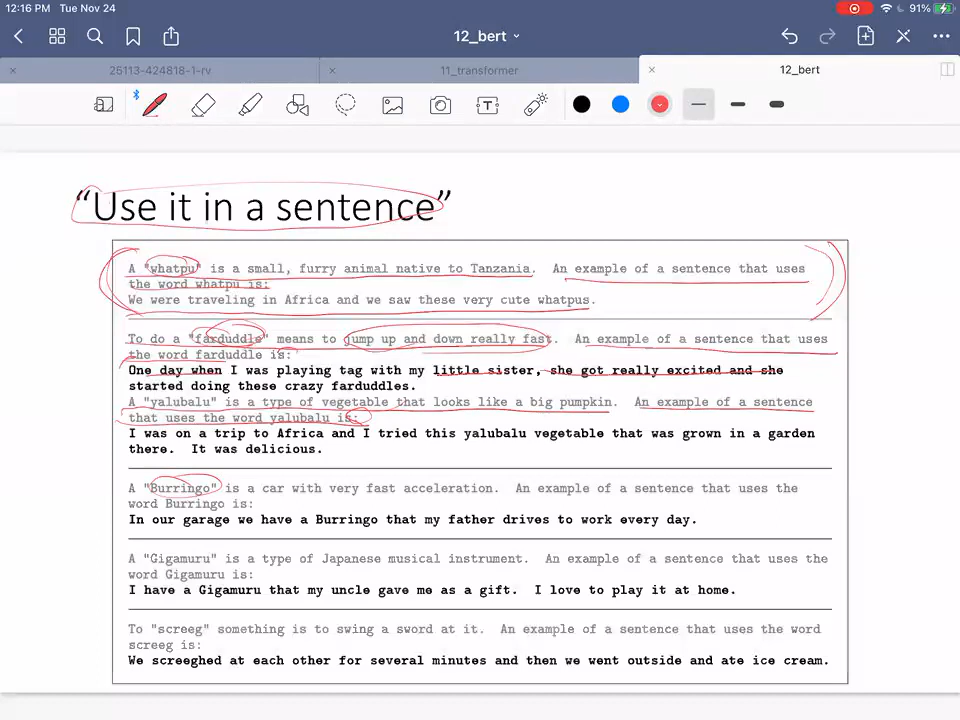 12:16 PM Tue Nov 24
91%
12_bert
26113-424818-1-rv
11_transformer
12_bert
T
“Use it in a sentence”
A "whatpu" is a small, furry animal native to Tanzania. An example of a sentence that uses
the word whatpu is:
We were traveling in Africa and we saw these very cute whatpus.
To do a "farduddle" means to jump up and down really fast. An example of a sentence that uses
the word farduddle is:
One day when I was playing tag with my little sister, she got really excited and she
started doing these crazy farduddles.
A "yalubalu" is a type of vegetable that looks like a big pumpkin. An example of a sentence
that uses the word yalubalu is:
I was on a trip to Africa and I tried this yalubalu vegetable that was grown in a garden
there. It was delicious.
A "Burringo" is a car with very fast acceleration. An example of a sentence that uses the
word Burringo is:
In our garage we have a Burringo that my father drives to work every day.
A "Gigamuru" is a type of Japanese musical instrument. An example of a sentence that uses the
word Gigamuru is:
I have a Gigamuru that my uncle gave me as a gift. I love to play it at home.
To "screeg" something is to swing a sword at it. An example of a sentence that uses the word
screeg is:
We screeghed at each other for several minutes and then we went outside and ate ice cream.